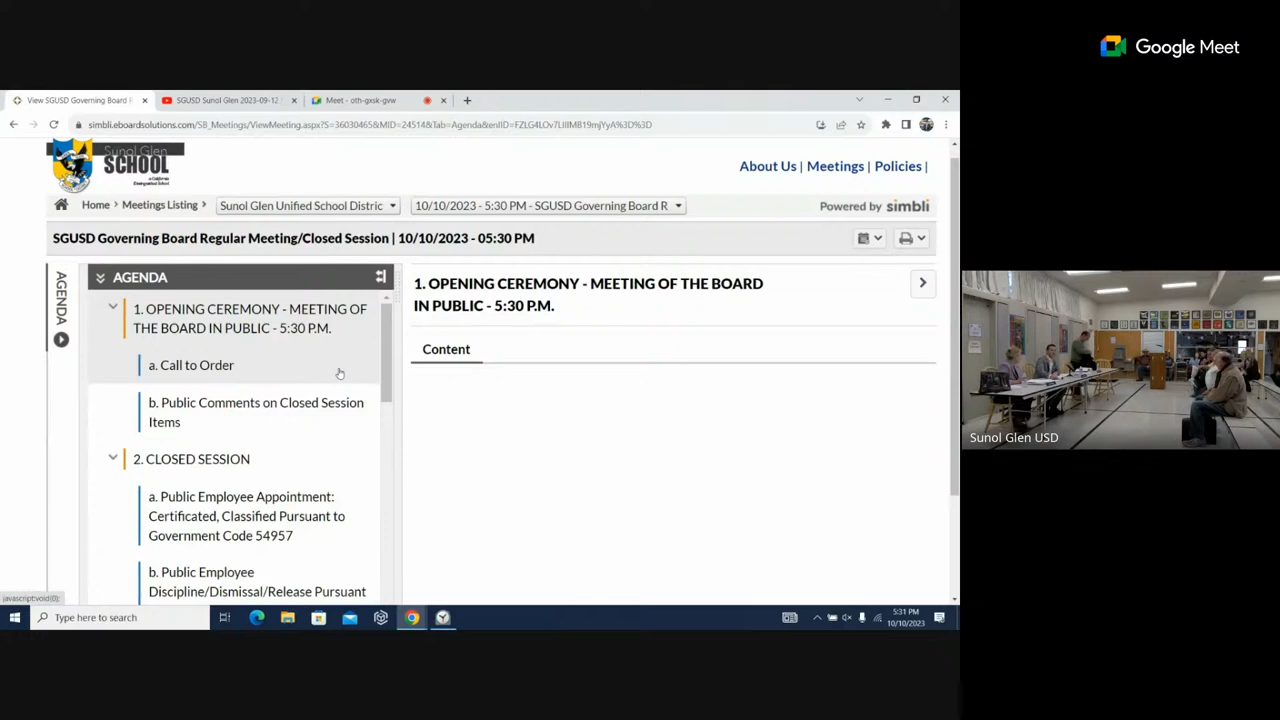 Google Meet
View SGUSD Governing Board R
SGUSD Sunol Glen 2023-09-12
Meet - oth-gxsk-gvw
simbli.eboardsolutions.com/SB_Meetings/ViewMeeting.aspx?S=36030465&MID=24514&Tab=Agenda&enIID=FZLG4LOv7LIIIMB19mjYyA%3D%3D
Sunol Glen
SCHOOL
About Us | Meetings | Policies |
Home Meetings Listing Sunol Glen Unified School Distric 10/10/2023 - 5:30 PM - SGUSD Governing Board R Powered by simbli
SGUSD Governing Board Regular Meeting/Closed Session | 10/10/2023 - 05:30 PM
AGENDA
AGENDA
1. OPENING CEREMONY - MEETING OF
THE BOARD IN PUBLIC - 5:30 P.M.
a. Call to Order
b. Public Comments on Closed Session
Items
2. CLOSED SESSION
a. Public Employee Appointment:
Certificated, Classified Pursuant to
Government Code 54957
b. Public Employee
Discipline/Dismissal/Release Pursuant
1. OPENING CEREMONY - MEETING OF THE BOARD
IN PUBLIC - 5:30 P.M.
Content
Sunol Glen USD
javascript:void(0);
Type here to search
5:31 PM
10/10/2023